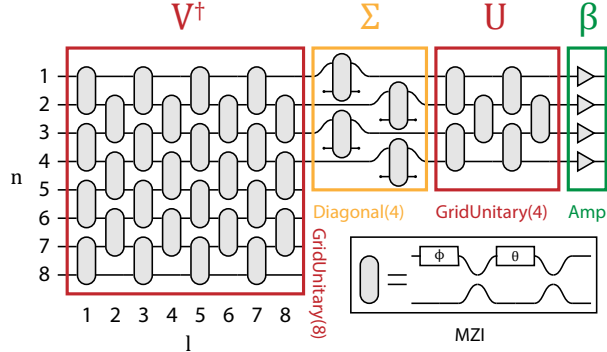 V† Σ U β
1
2
3
4
5
6
7
8
n
1 2 3 4 5 6 7 8
l
GridUnitary(8)
Diagonal(4) GridUnitary(4) Amp
ϕ θ
MZI